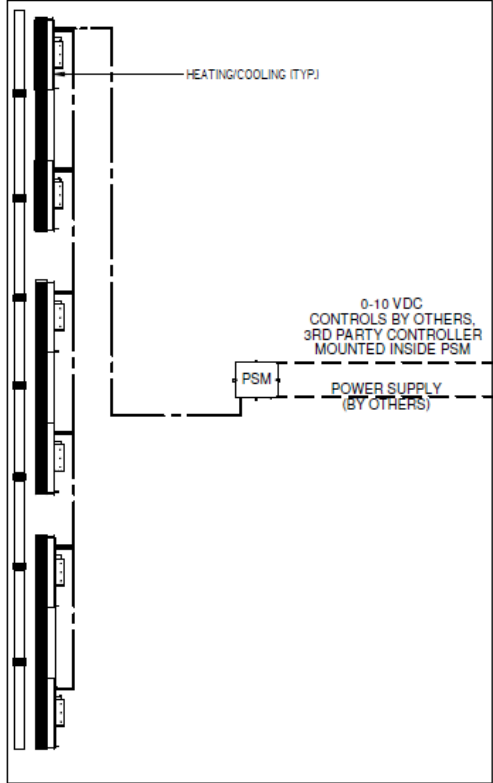 HEATING/COOLING (TYP.)
0-10 VDC
CONTROLS BY OTHERS,
3RD PARTY CONTROLLER
MOUNTED INSIDE PSM
PSM
POWER SUPPLY
(BY OTHERS)